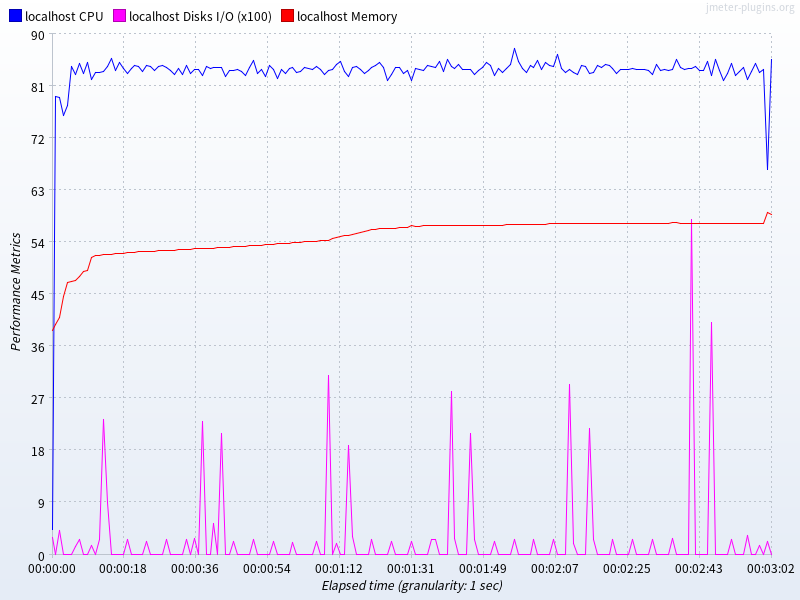 jmeter-plugins.org
localhost CPU localhost Disks I/O (x100) localhost Memory
90
81
72
63
54
45
36
27
18
9
0
Performance Metrics
00:00:00 00:00:18 00:00:36 00:00:54 00:01:12 00:01:31 00:01:49 00:02:07 00:02:25 00:02:43 00:03:02
Elapsed time (granularity: 1 sec)